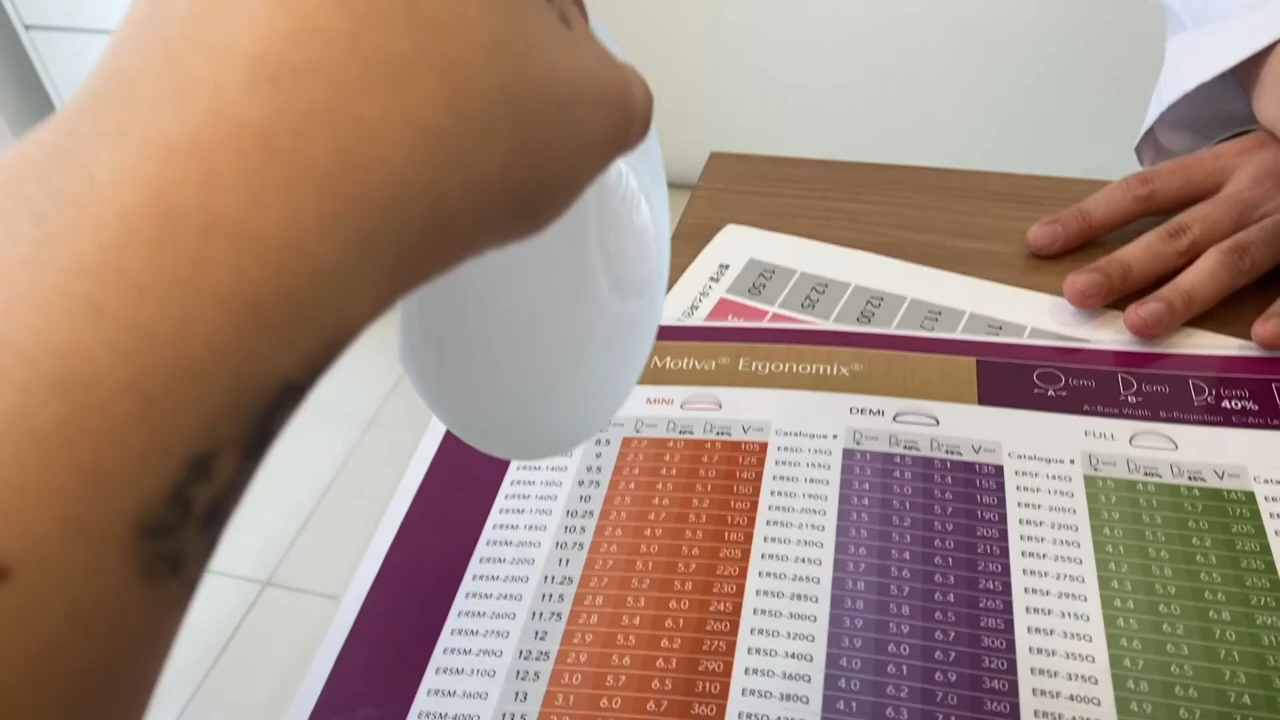 12.50 12.25 12.00
Motiva® Ergonomix®
(cm) (cm) (cm) 40%
A=Base Width B=Projection
MINI DEMI FULL
Catalogue # Catalogue #
8.5 2.2 4.0 4.5 105 ERSD-135Q 3.1 4.5 5.1 135 ERSF-145Q 3.5 4.8 5.4 145
9 2.3 4.2 4.7 125 ERSD-155Q 3.3 4.8 5.4 155 ERSF-175Q 3.7 5.1 5.7 175
ERSM-140Q 9.5 2.4 4.4 5.0 140 ERSD-180Q 3.4 5.0 5.6 180 ERSF-205Q 3.9 5.3 6.0 205
ERSM-150Q 9.75 2.4 4.5 5.1 150 ERSD-190Q 3.4 5.1 5.7 190 ERSF-220Q 4.0 5.5 6.2 220
ERSM-160Q 10 2.5 4.6 5.2 160 ERSD-205Q 3.5 5.2 5.9 205 ERSF-235Q 4.1 5.6 6.3 235
ERSM-170Q 10.25 2.5 4.7 5.3 170 ERSD-215Q 3.5 5.3 6.0 215 ERSF-255Q 4.2 5.8 6.5 255
ERSM-185Q 10.5 2.6 4.9 5.5 185 ERSD-230Q 3.6 5.4 6.1 230 ERSF-275Q 4.3 5.9 6.6 275
ERSM-205Q 10.75 2.6 5.0 5.6 205 ERSD-245Q 3.7 5.6 6.3 245 ERSF-295Q 4.4 6.0 6.8
ERSM-220Q 11 2.7 5.1 5.7 220 ERSD-265Q 3.8 5.7 6.4 265 ERSF-315Q 4.5 6.2 7.0
ERSM-230Q 11.25 2.7 5.2 5.8 230 ERSD-285Q 3.8 5.8 6.5 285 ERSF-335Q 4.6 6.3 7.1
ERSM-245Q 11.5 2.8 5.3 6.0 245 ERSD-300Q 3.9 5.9 6.7 300 ERSF-355Q 4.7 6.5 7.3
ERSM-260Q 11.75 2.8 5.4 6.1 260 ERSD-320Q 3.9 6.0 6.7 320 ERSF-375Q 4.8 6.6 7.4
ERSM-275Q 12 2.9 5.5 6.2 275 ERSD-340Q 4.0 6.1 6.9 340 ERSF-400Q 4.9 6.7
ERSM-290Q 12.25 2.9 5.6 6.3 290 ERSD-360Q 4.0 6.2 7.0 360
ERSM-310Q 12.5 3.0 5.7 6.5 310 ERSD-380Q 4.1 6.3
ERSM-360Q 13 3.1 6.0 6.7 360
ERSM-400Q 13.5